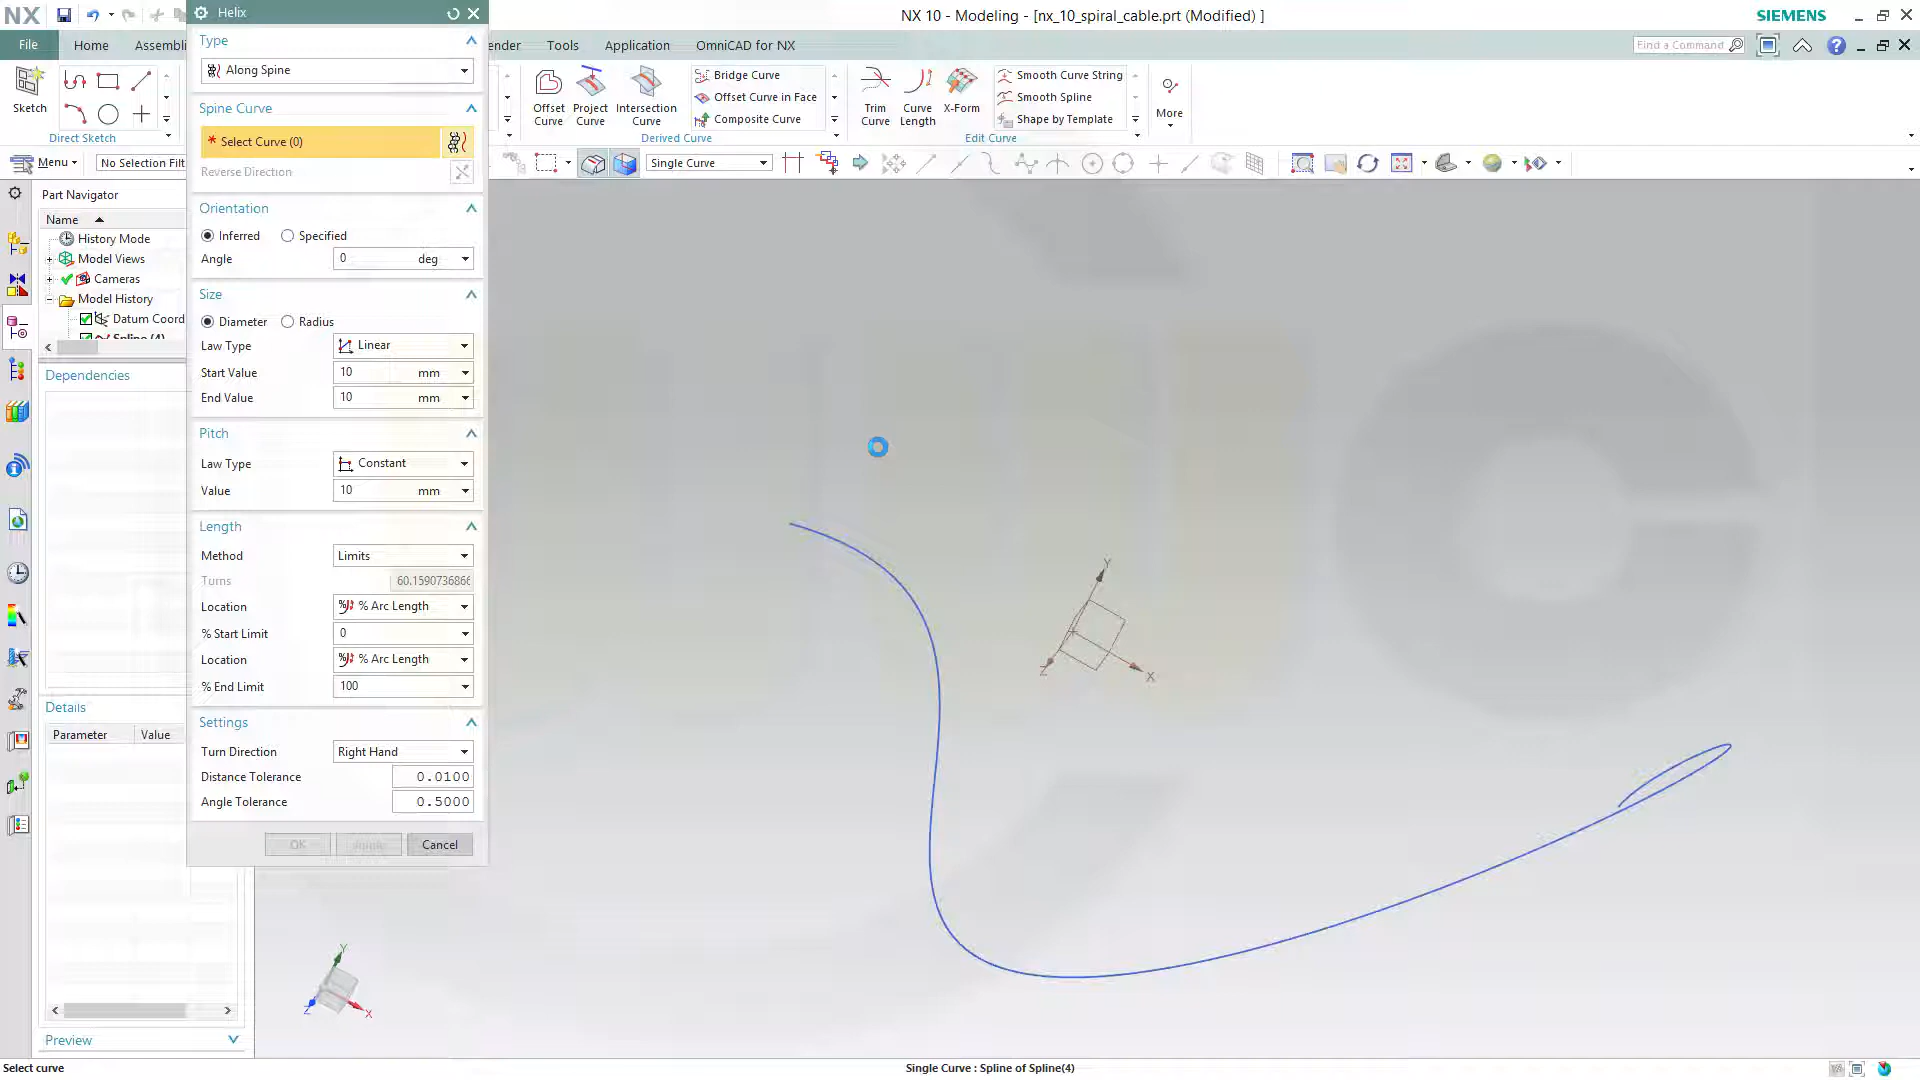 NX
Helix
NX 10 - Modeling - [nx_10_spiral_cable.prt (Modified) ]
SIEMENS
File
Home
Assembli
ender
Tools
Application
OmniCAD for NX
Find a Command
Type
Along Spine
Spine Curve
* Select Curve (0)
Reverse Direction
Orientation
Inferred
Specified
Angle
0
deg
Size
Diameter
Radius
Law Type
Linear
Start Value
10
mm
End Value
10
mm
Pitch
Law Type
Constant
Value
10
mm
Length
Method
Limits
Turns
60.1590736866
Location
% Arc Length
% Start Limit
0
Location
% Arc Length
% End Limit
100
Settings
Turn Direction
Right Hand
Distance Tolerance
0.0100
Angle Tolerance
0.5000
OK
Cancel
Sketch
Direct Sketch
Offset
Curve
Project
Curve
Intersection
Curve
Bridge Curve
Offset Curve in Face
Composite Curve
Derived Curve
Trim
Curve
Curve
Length
X-Form
Smooth Curve String
Smooth Spline
Shape by Template
Edit Curve
More
Menu
No Selection Filt
Single Curve
Part Navigator
Name
History Mode
Model Views
Cameras
Model History
Datum Coord
Spline (4)
Dependencies
Details
Parameter
Value
Preview
Y
X
Z
Y
X
Z
Select curve
Single Curve : Spline of Spline(4)